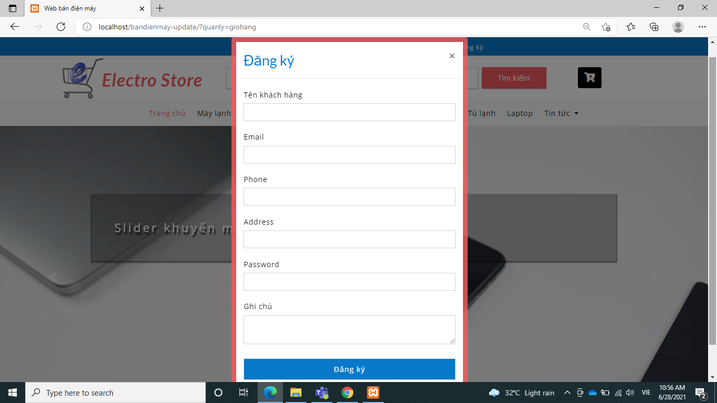 Web bán điện máy
localhost/bandienmay-update/?quanly=giohang
ng ký
Electro Store
Tìm kiếm
Trang chủ
Máy lạnh
Tủ lạnh
Laptop
Tin tức
Slider khuyến m
Đăng ký
×
Tên khách hàng
Email
Phone
Address
Password
Ghi chú
Đăng ký
Type here to search
32°C Light rain
VIE
10:56 AM
6/28/2021
2